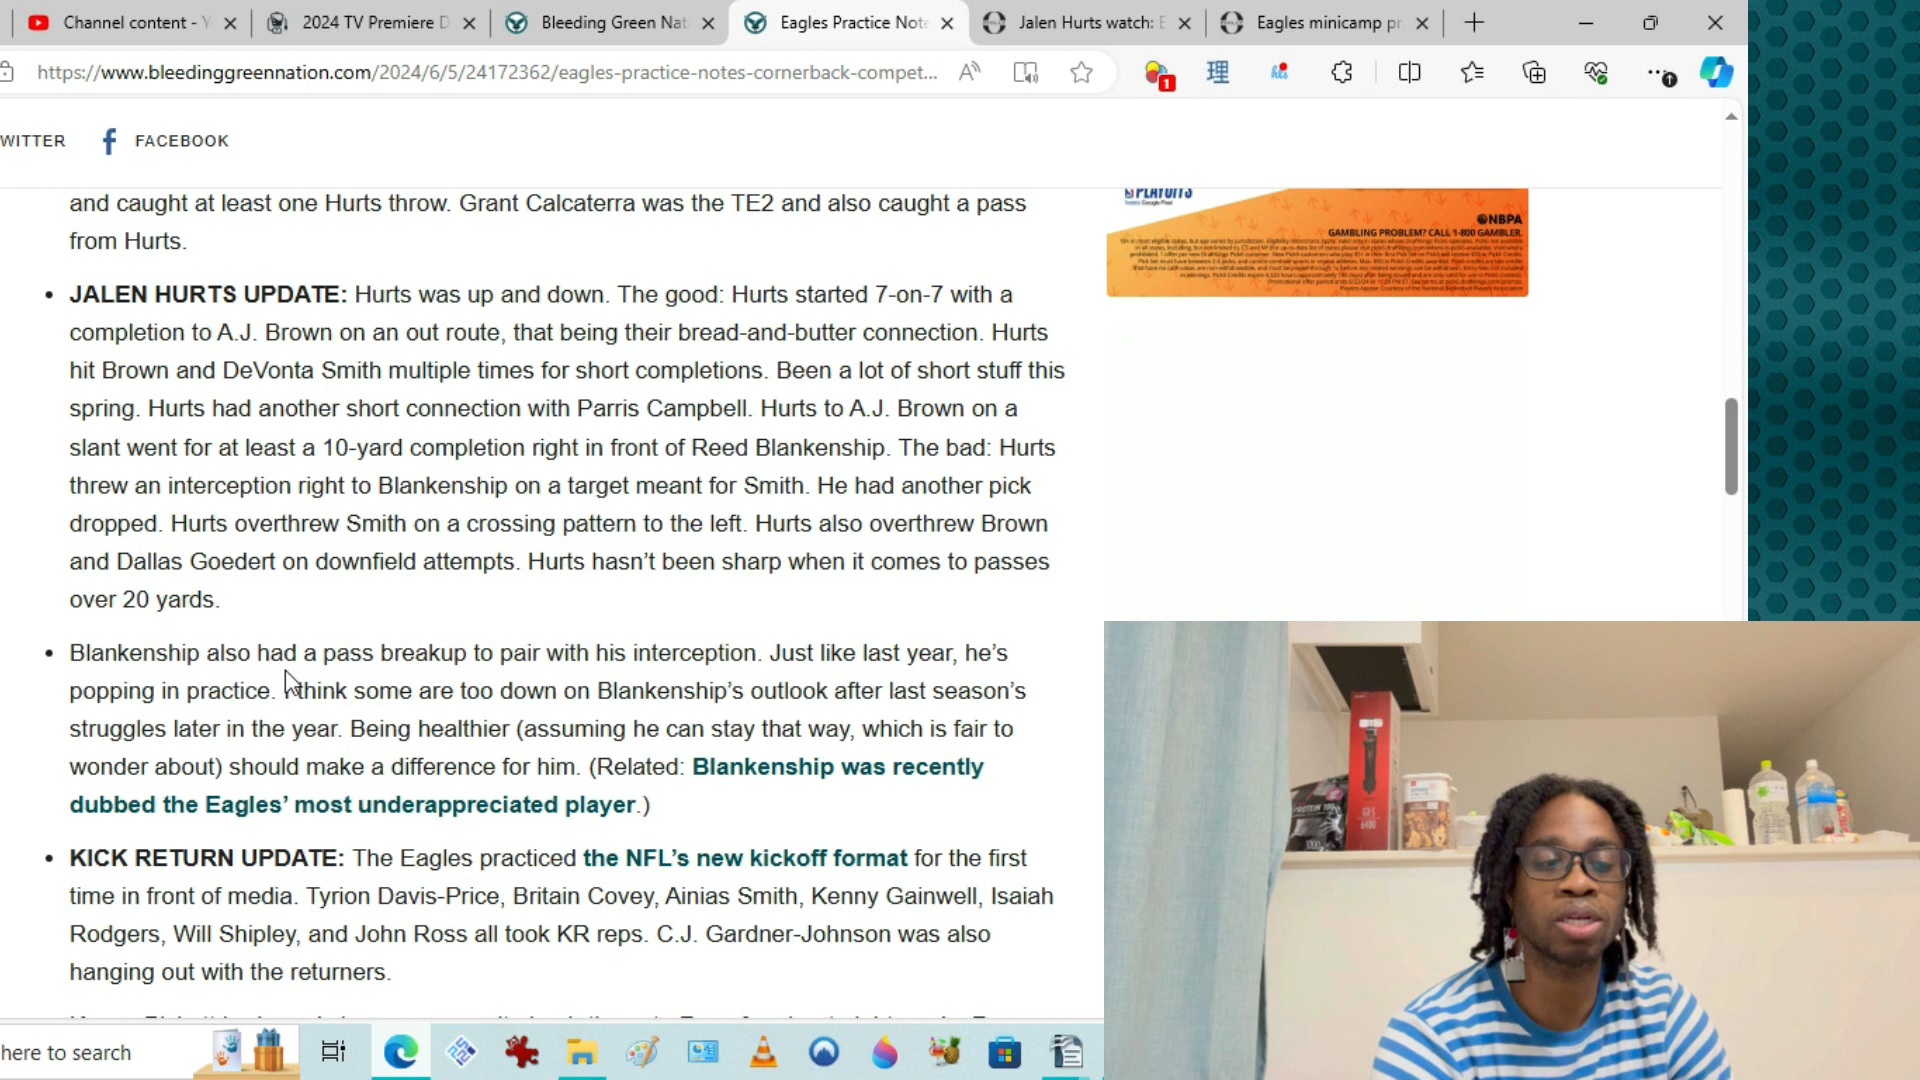 Channel content - Y
2024 TV Premiere D
Bleeding Green Nat
Eagles Practice Note
Jalen Hurts watch: E
Eagles minicamp pr
https://www.bleedinggreennation.com/2024/6/5/24172362/eagles-practice-notes-cornerback-compet...
WITTER
FACEBOOK
and caught at least one Hurts throw. Grant Calcaterra was the TE2 and also caught a pass
from Hurts.
NBPA
GAMBLING PROBLEM? CALL 1-800 GAMBLER.
• JALEN HURTS UPDATE: Hurts was up and down. The good: Hurts started 7-on-7 with a
completion to A.J. Brown on an out route, that being their bread-and-butter connection. Hurts
hit Brown and DeVonta Smith multiple times for short completions. Been a lot of short stuff this
spring. Hurts had another short connection with Parris Campbell. Hurts to A.J. Brown on a
slant went for at least a 10-yard completion right in front of Reed Blankenship. The bad: Hurts
threw an interception right to Blankenship on a target meant for Smith. He had another pick
dropped. Hurts overthrew Smith on a crossing pattern to the left. Hurts also overthrew Brown
and Dallas Goedert on downfield attempts. Hurts hasn’t been sharp when it comes to passes
over 20 yards.
• Blankenship also had a pass breakup to pair with his interception. Just like last year, he’s
popping in practice. I think some are too down on Blankenship’s outlook after last season’s
struggles later in the year. Being healthier (assuming he can stay that way, which is fair to
wonder about) should make a difference for him. (Related: Blankenship was recently
dubbed the Eagles’ most underappreciated player.)
• KICK RETURN UPDATE: The Eagles practiced the NFL’s new kickoff format for the first
time in front of media. Tyrion Davis-Price, Britain Covey, Ainias Smith, Kenny Gainwell, Isaiah
Rodgers, Will Shipley, and John Ross all took KR reps. C.J. Gardner-Johnson was also
hanging out with the returners.
here to search